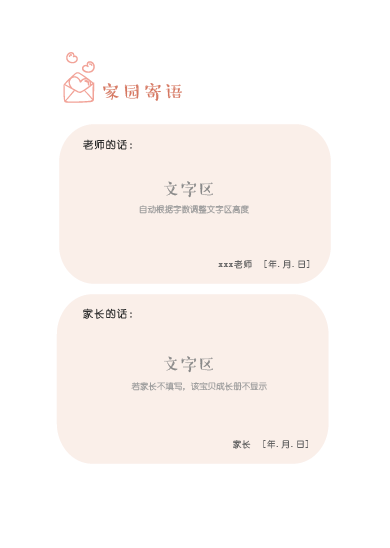 家园寄语
老师的话：
文字区
自动根据字数调整文字区高度
xxx老师 [年.月.日]
家长的话：
文字区
若家长不填写，该宝贝成长册不显示
家长 [年.月.日]